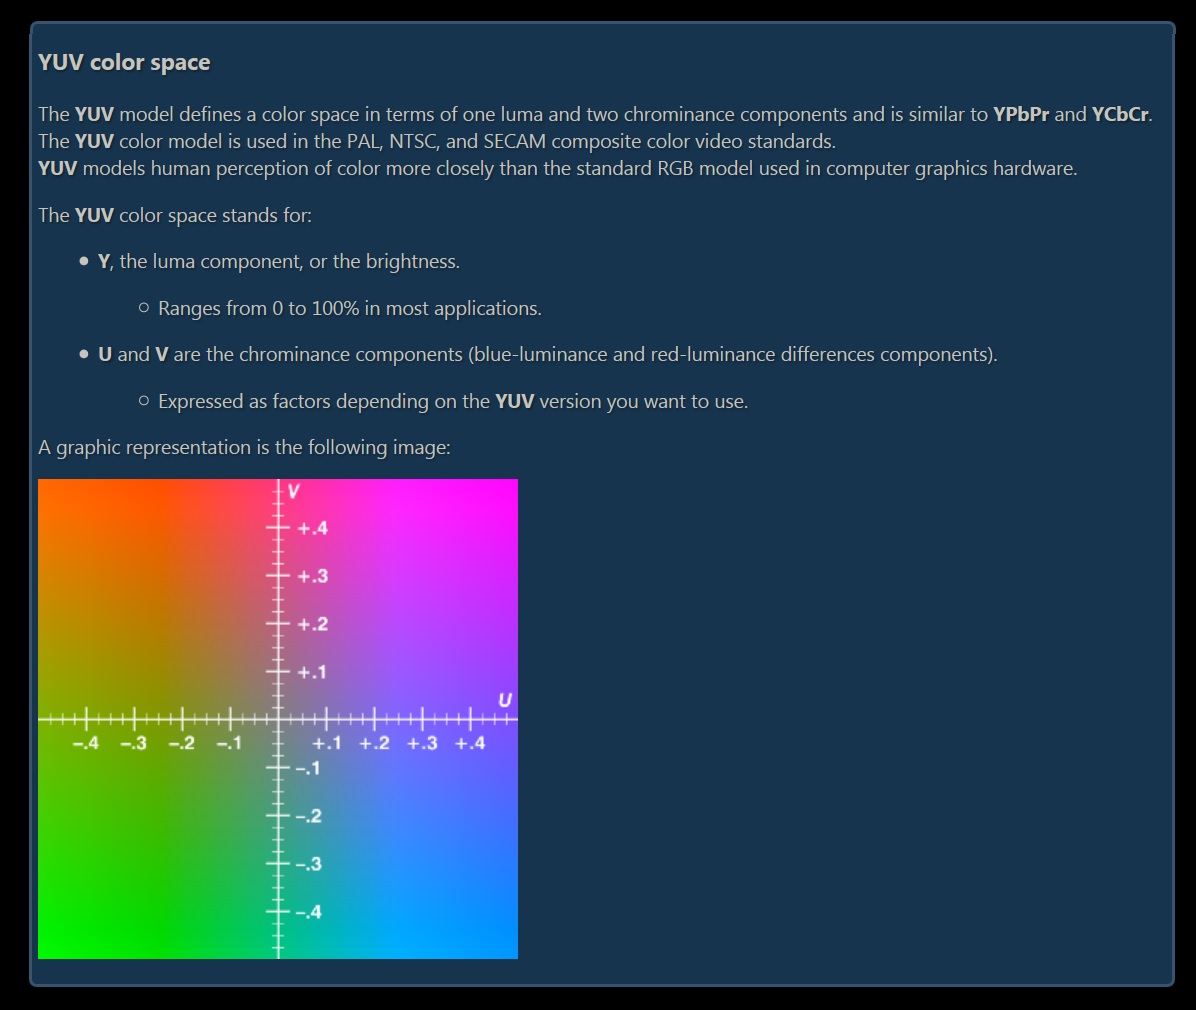 YUV color space
The YUV model defines a color space in terms of one luma and two chrominance components and is similar to YPbPr and YCbCr.
The YUV color model is used in the PAL, NTSC, and SECAM composite color video standards.
YUV models human perception of color more closely than the standard RGB model used in computer graphics hardware.
The YUV color space stands for:
Y, the luma component, or the brightness.
Ranges from 0 to 100% in most applications.
U and V are the chrominance components (blue-luminance and red-luminance differences components).
Expressed as factors depending on the YUV version you want to use.
A graphic representation is the following image:
V
+.4
+.3
+.2
+.1
U
-.4 -.3 -.2 -.1 +.1 +.2 +.3 +.4
-.1
-.2
-.3
-.4